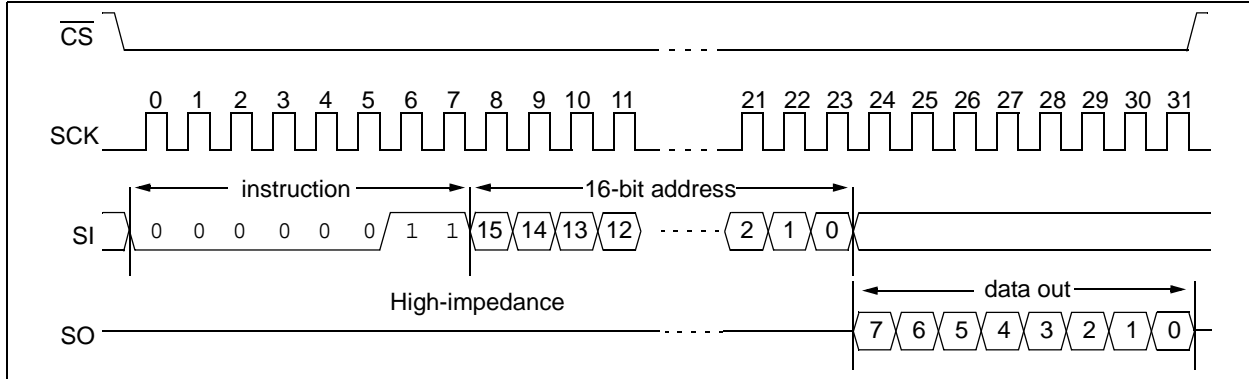 CS
0 1 2 3 4 5 6 7 8 9 10 11 21 22 23 24 25 26 27 28 29 30 31
SCK
instruction 16-bit address
SI 0 0 0 0 0 0 1 1 15 14 13 12 2 1 0
High-impedance data out
SO 7 6 5 4 3 2 1 0